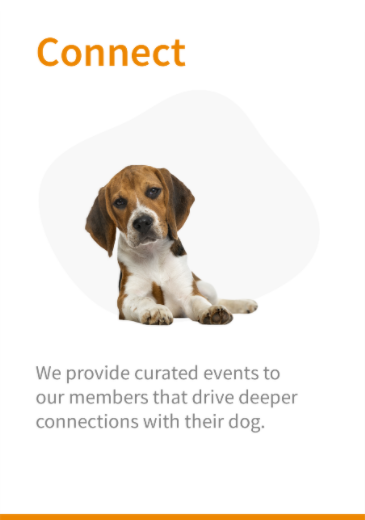 Connect
We provide curated events to
our members that drive deeper
connections with their dog.